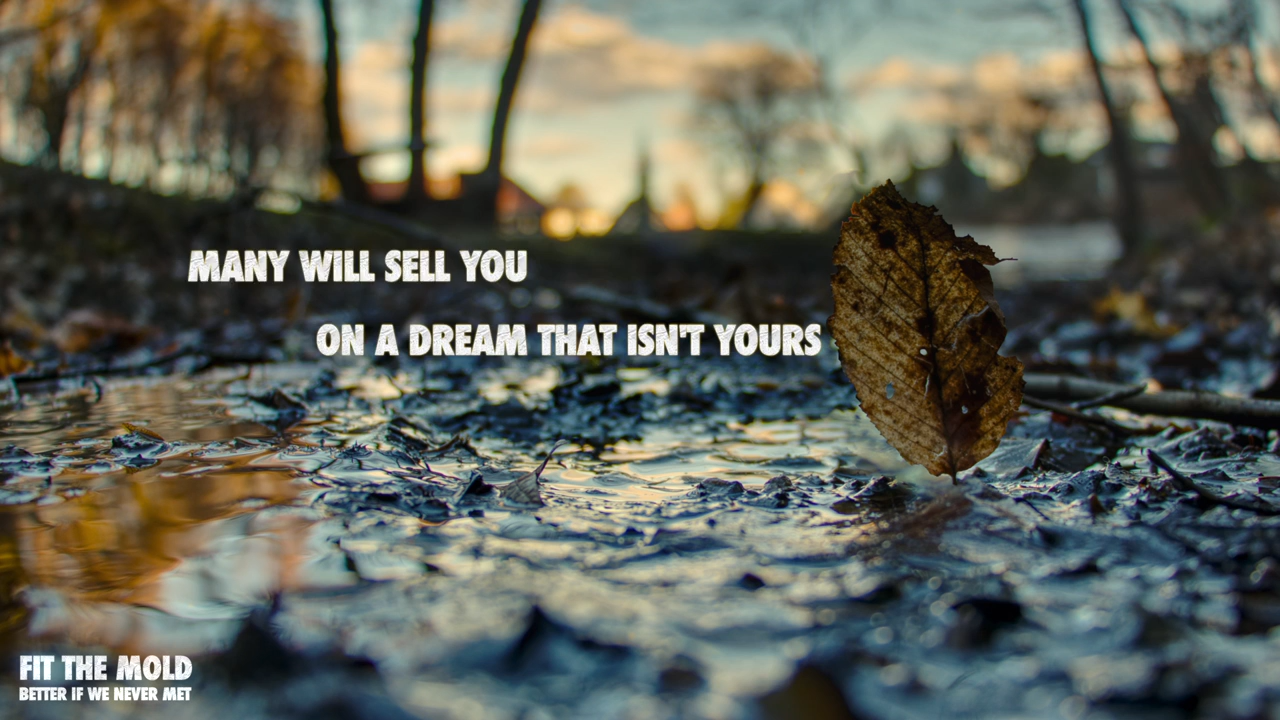 MANY WILL SELL YOU
ON A DREAM THAT ISN'T YOURS
FIT THE MOLD
BETTER IF WE NEVER MET